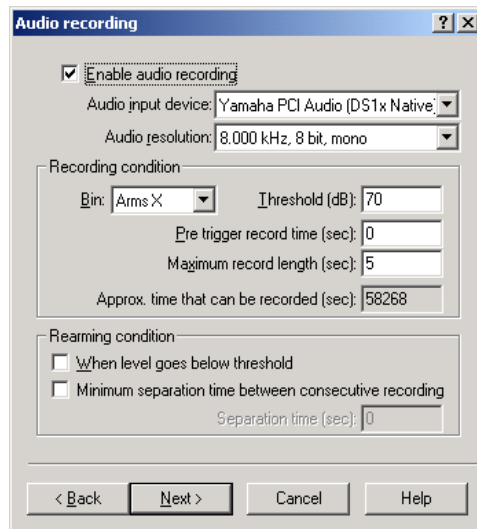 Audio recording
Enable audio recording
Audio input device: Yamaha PCI Audio (DS1x Native)
Audio resolution: 8.000 kHz, 8 bit, mono
Recording condition
Bin: Arms X Threshold (dB): 70
Pre trigger record time (sec): 0
Maximum record length (sec): 5
Approx. time that can be recorded (sec): 58268
Rearming condition
When level goes below threshold
Minimum separation time between consecutive recording
Separation time (sec): 0
< Back Next > Cancel Help